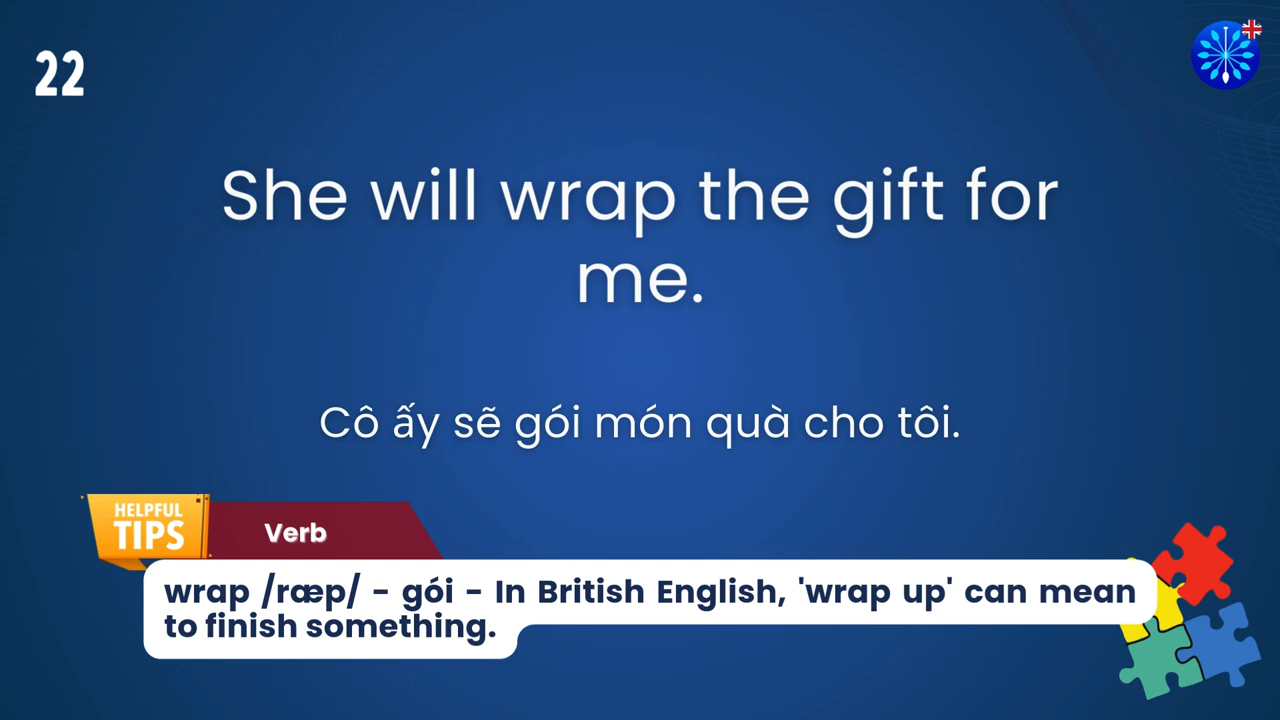 22
She will wrap the gift for
me.
Cô ấy sẽ gói món quà cho tôi.
HELPFUL
TIPS
Verb
wrap /ræp/ - gói - In British English, 'wrap up' can mean
to finish something.